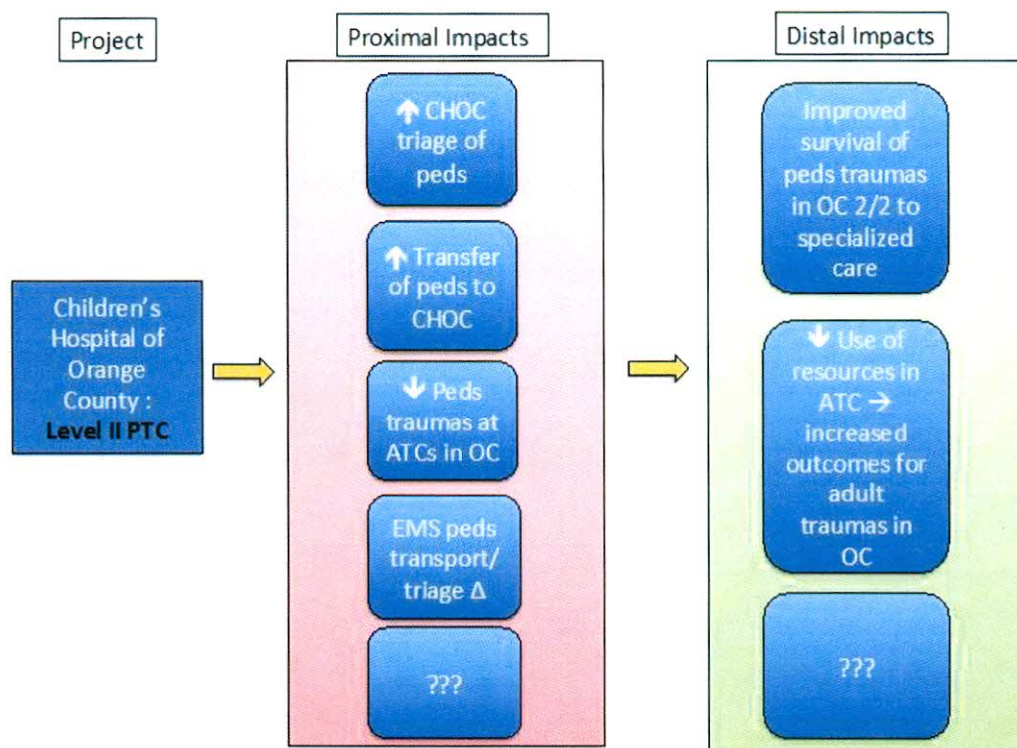 Project
Children's
Hospital of
Orange
County :
Level II PTC
Proximal Impacts
↑ CHOC
triage of
peds
↑ Transfer
of peds to
CHOC
↓ Peds
traumas at
ATCs in OC
EMS peds
transport/
triage Δ
???
Distal Impacts
Improved
survival of
peds traumas
in OC 2/2 to
specialized
care
↓ Use of
resources in
ATC →
increased
outcomes for
adult
traumas in
OC
???